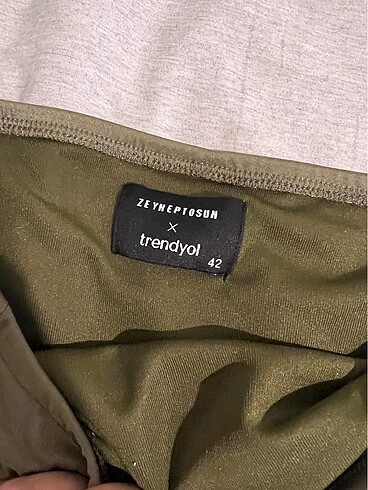 ZEYNEPTOSUN
X
trendyol
42